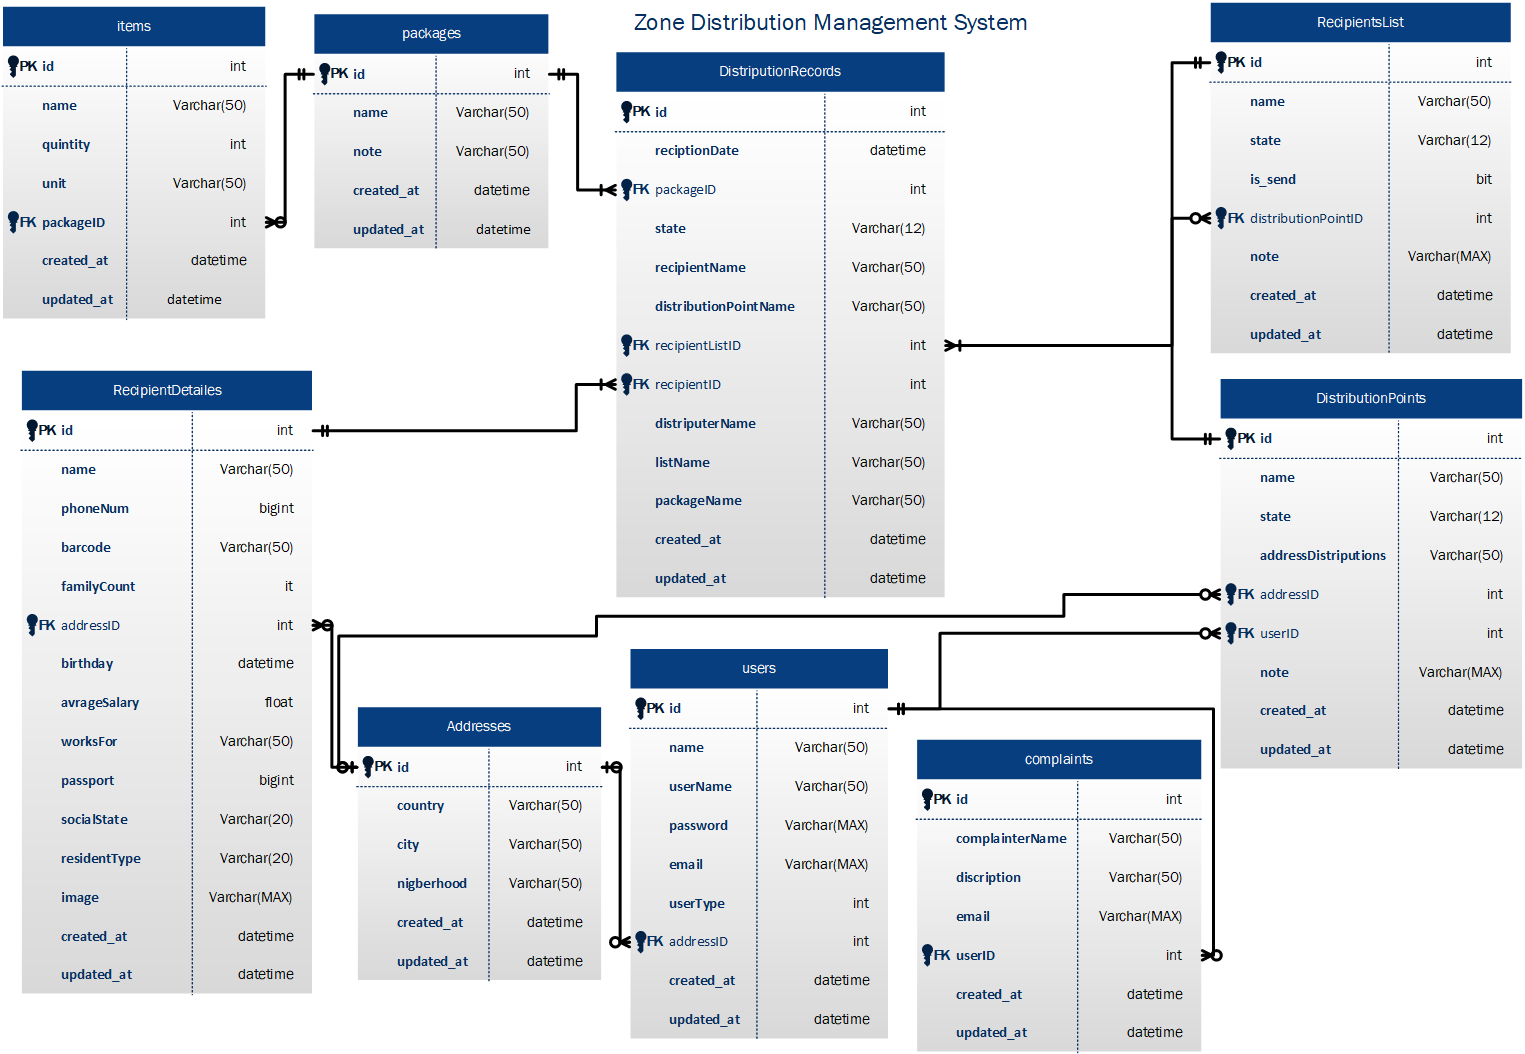 Zone Distribution Management System
items
PK id int
name Varchar(50)
quintity int
unit Varchar(50)
FK packageID int
created_at datetime
updated_at datetime
packages
PK id int
name Varchar(50)
note Varchar(50)
created_at datetime
updated_at datetime
DistriputionRecords
PK id int
reciptionDate datetime
FK packageID int
state Varchar(12)
recipientName Varchar(50)
distributionPointName Varchar(50)
FK recipientListID int
FK recipientID int
distriputerName Varchar(50)
listName Varchar(50)
packageName Varchar(50)
created_at datetime
updated_at datetime
RecipientsList
PK id int
name Varchar(50)
state Varchar(12)
is_send bit
FK distributionPointID int
note Varchar(MAX)
created_at datetime
updated_at datetime
RecipientDetailes
PK id int
name Varchar(50)
phoneNum bigint
barcode Varchar(50)
familyCount it
FK addressID int
birthday datetime
avrageSalary float
worksFor Varchar(50)
passport bigint
socialState Varchar(20)
residentType Varchar(20)
image Varchar(MAX)
created_at datetime
updated_at datetime
DistributionPoints
PK id int
name Varchar(50)
state Varchar(12)
addressDistriputions Varchar(50)
FK addressID int
FK userID int
note Varchar(MAX)
created_at datetime
updated_at datetime
Addresses
PK id int
country Varchar(50)
city Varchar(50)
nigberhood Varchar(50)
created_at datetime
updated_at datetime
users
PK id int
name Varchar(50)
userName Varchar(50)
password Varchar(MAX)
email Varchar(MAX)
userType int
FK addressID int
created_at datetime
updated_at datetime
complaints
PK id int
complainterName Varchar(50)
discription Varchar(50)
email Varchar(MAX)
FK userID int
created_at datetime
updated_at datetime